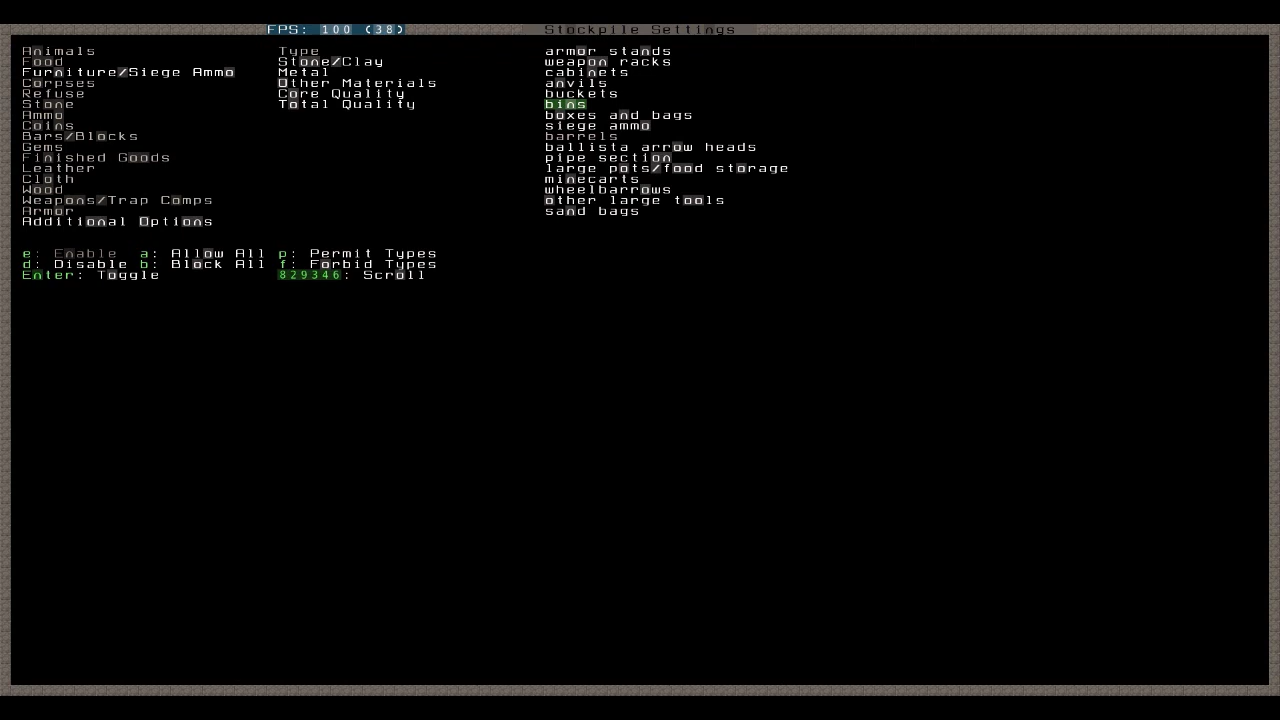 FPS: 100 (38) Stockpile Settings
Animals Type armor stands
Food Stone/Clay weapon racks
Furniture/Siege Ammo Metal cabinets
Corpses Other Materials anvils
Refuse Core Quality buckets
Stone Total Quality bins
Ammo boxes and bags
Coins siege ammo
Bars/Blocks barrels
Gems ballista arrow heads
Finished Goods pipe section
Leather large pots/food storage
Cloth minecarts
Wood wheelbarrows
Weapons/Trap Comps other large tools
Armor sand bags
Additional Options
e: Enable a: Allow All p: Permit Types
d: Disable b: Block All f: Forbid Types
Enter: Toggle 829346: Scroll